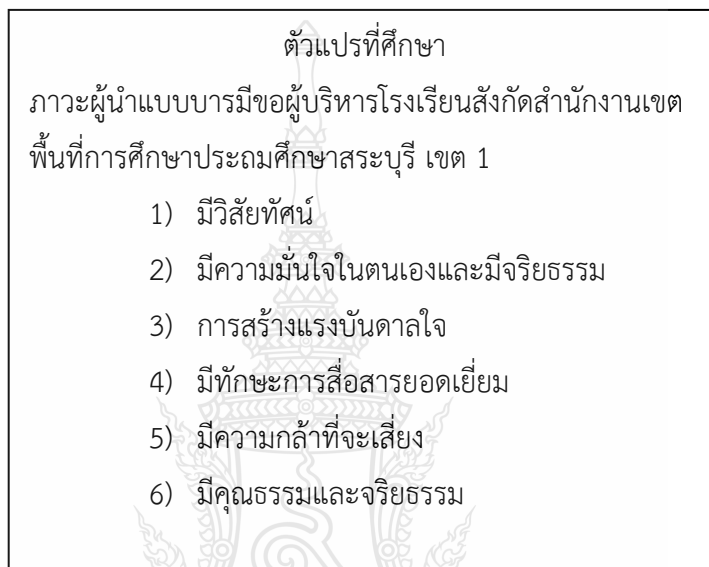 ตัวแปรที่ศึกษา
ภาวะผู้นำแบบบารมีขอผู้บริหารโรงเรียนสังกัดสำนักงานเขต
พื้นที่การศึกษาประถมศึกษาสระบุรี เขต 1
1) มีวิสัยทัศน์
2) มีความมั่นใจในตนเองและมีจริยธรรม
3) การสร้างแรงบันดาลใจ
4) มีทักษะการสื่อสารยอดเยี่ยม
5) มีความกล้าที่จะเสี่ยง
6) มีคุณธรรมและจริยธรรม